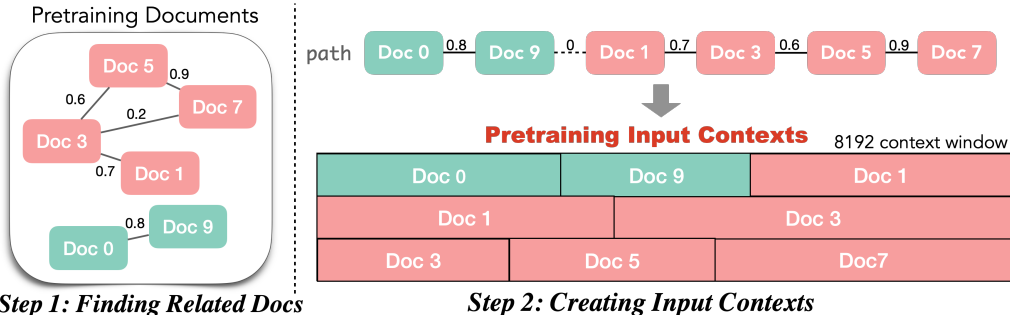 Pretraining Documents
Doc 5
0.9
Doc 7
0.6
0.2
Doc 3
0.7
Doc 1
0.8
Doc 9
Doc 0
Step 1: Finding Related Docs
path Doc 0 0.8 Doc 9 0 Doc 1 0.7 Doc 3 0.6 Doc 5 0.9 Doc 7
Pretraining Input Contexts
8192 context window
Doc 0 Doc 9 Doc 1
Doc 1 Doc 3
Doc 3 Doc 5 Doc7
Step 2: Creating Input Contexts